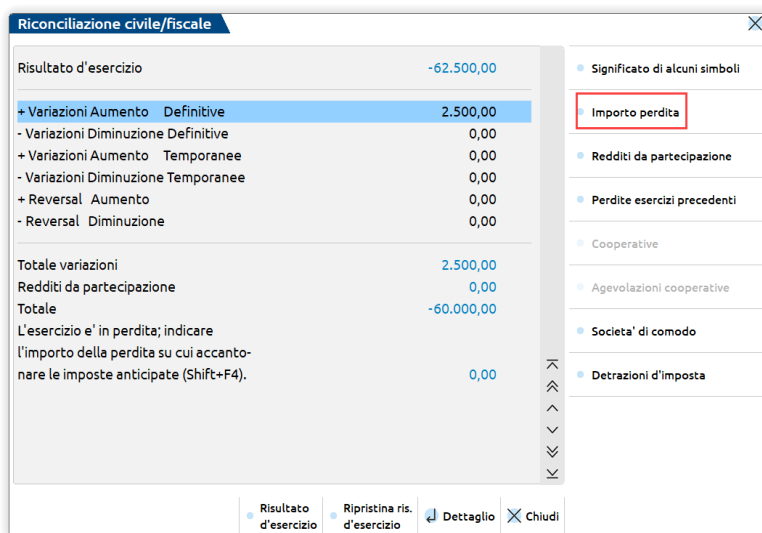 Riconciliazione civile/fiscale
Risultato d'esercizio -62.500,00
+ Variazioni Aumento Definitive 2.500,00
- Variazioni Diminuzione Definitive 0,00
+ Variazioni Aumento Temporanee 0,00
- Variazioni Diminuzione Temporanee 0,00
+ Reversal Aumento 0,00
- Reversal Diminuzione 0,00
Totale variazioni 2.500,00
Redditi da partecipazione 0,00
Totale -60.000,00
L'esercizio e' in perdita; indicare
l'importo della perdita su cui accanto-
nare le imposte anticipate (Shift+F4). 0,00
Significato di alcuni simboli
Importo perdita
Redditi da partecipazione
Perdite esercizi precedenti
Cooperative
Agevolazioni cooperative
Societa' di comodo
Detrazioni d'imposta
Risultato
d'esercizio
Ripristina ris.
d'esercizio
Dettaglio
Chiudi